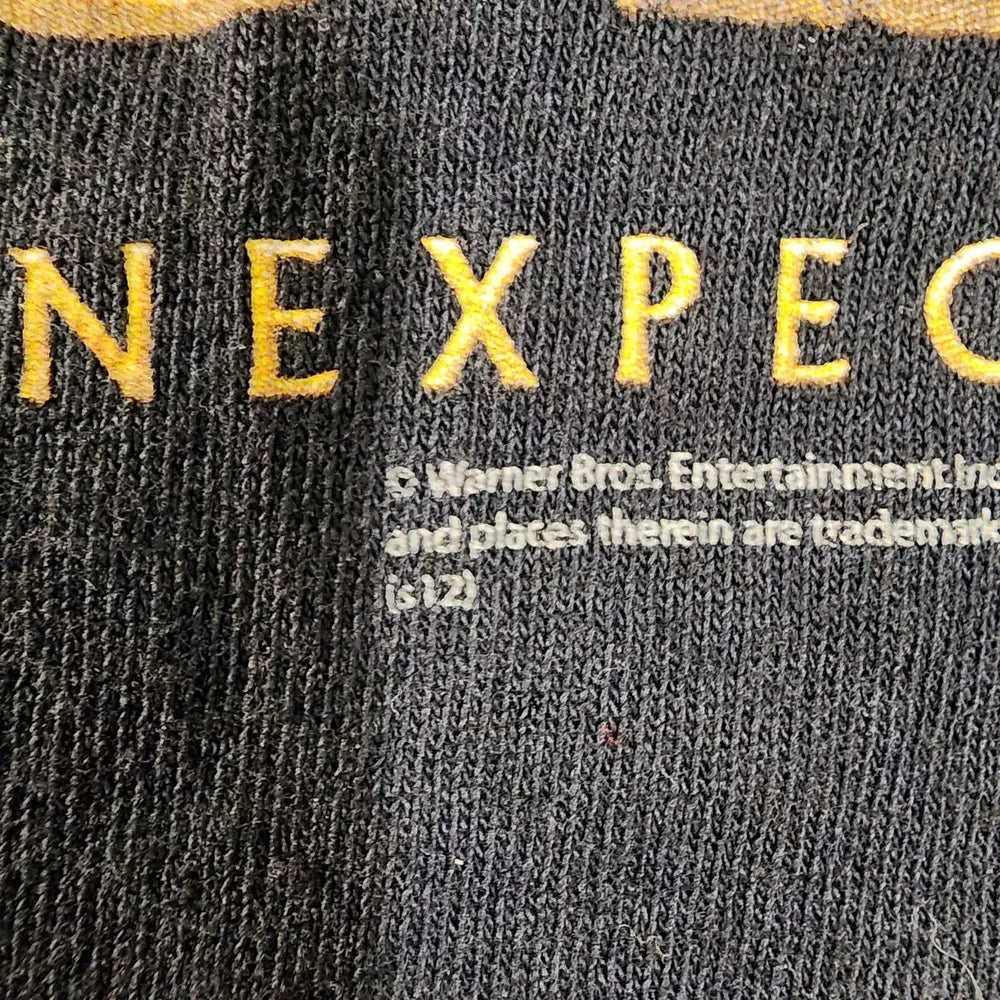 NEXPEC
© Warner Bros. Entertainment Inc
and places therein are trademark
(s12)